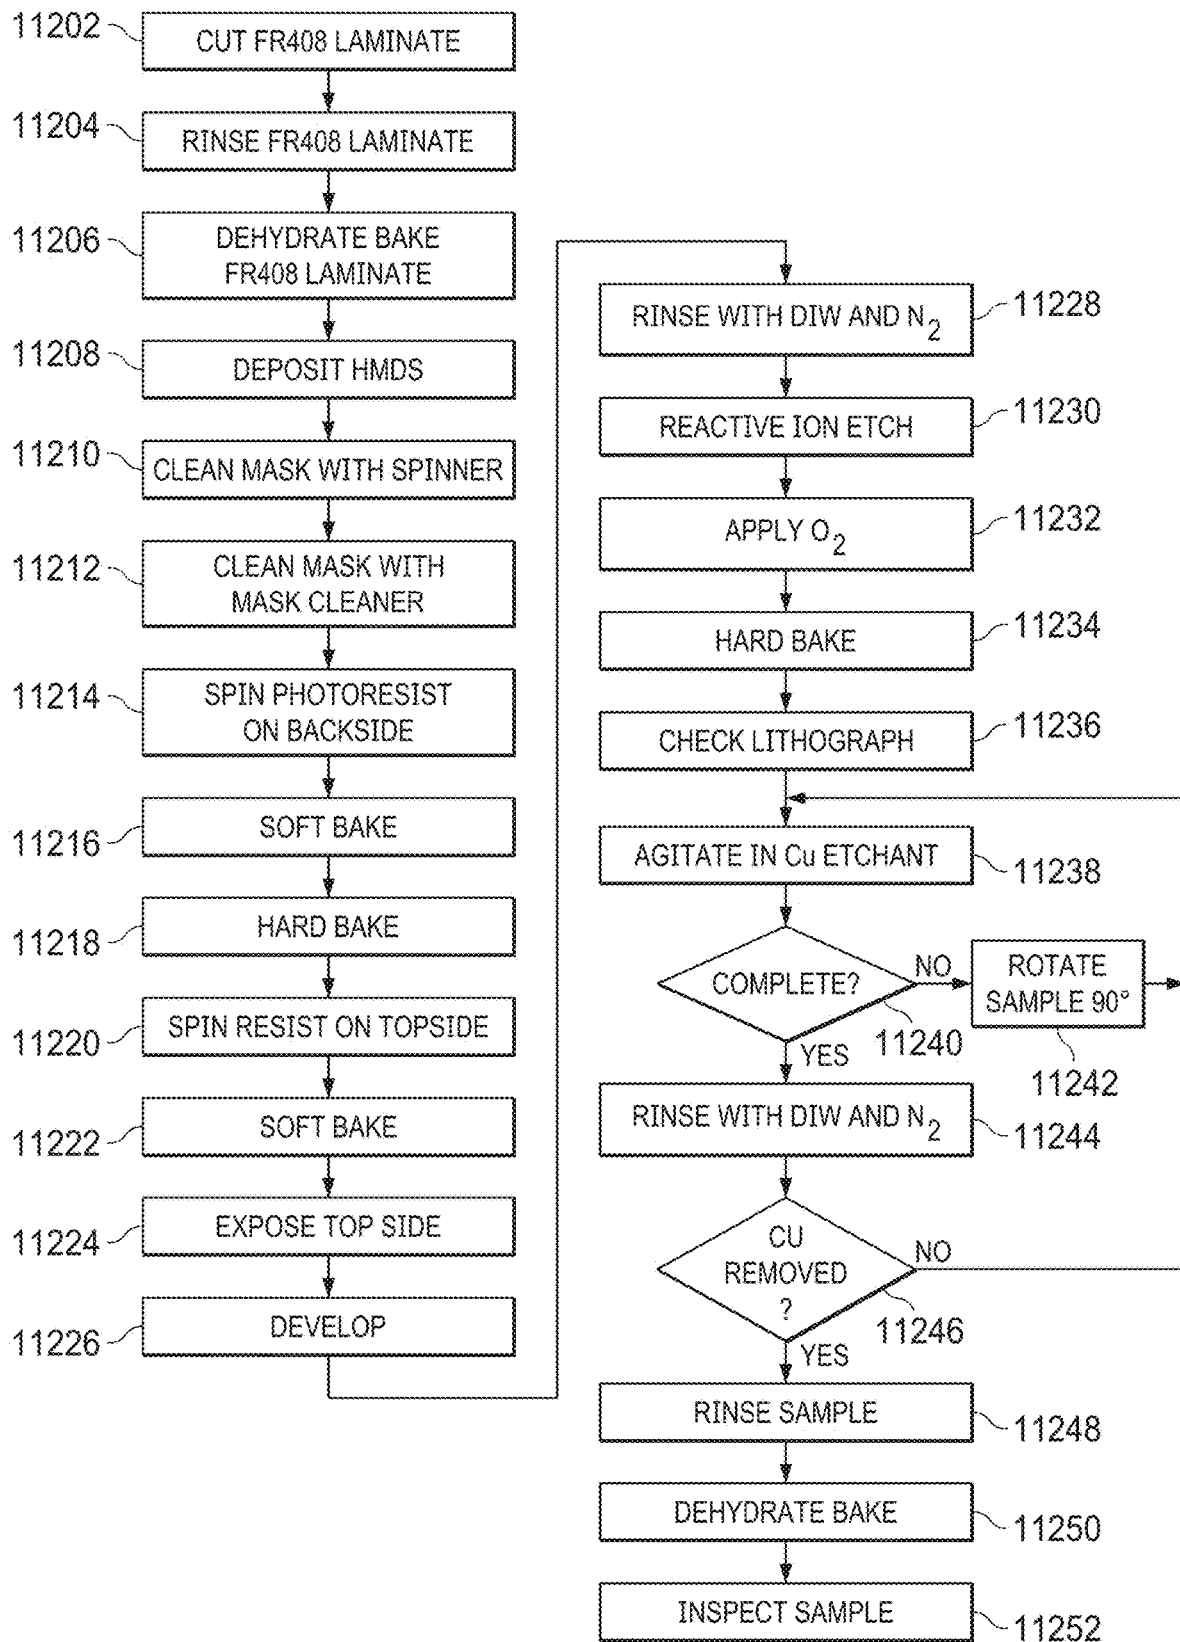 11202
CUT FR408 LAMINATE
11204
RINSE FR408 LAMINATE
11206
DEHYDRATE BAKE
FR408 LAMINATE
11208
DEPOSIT HMDS
11210
CLEAN MASK WITH SPINNER
11212
CLEAN MASK WITH
MASK CLEANER
11214
SPIN PHOTORESIST
ON BACKSIDE
11216
SOFT BAKE
11218
HARD BAKE
11220
SPIN RESIST ON TOPSIDE
11222
SOFT BAKE
11224
EXPOSE TOP SIDE
11226
DEVELOP
RINSE WITH DIW AND N2
11228
REACTIVE ION ETCH
11230
APPLY O2
11232
HARD BAKE
11234
CHECK LITHOGRAPH
11236
AGITATE IN Cu ETCHANT
11238
COMPLETE?
NO
11240
YES
ROTATE
SAMPLE 90°
11242
RINSE WITH DIW AND N2
11244
CU
REMOVED
?
NO
11246
YES
RINSE SAMPLE
11248
DEHYDRATE BAKE
11250
INSPECT SAMPLE
11252